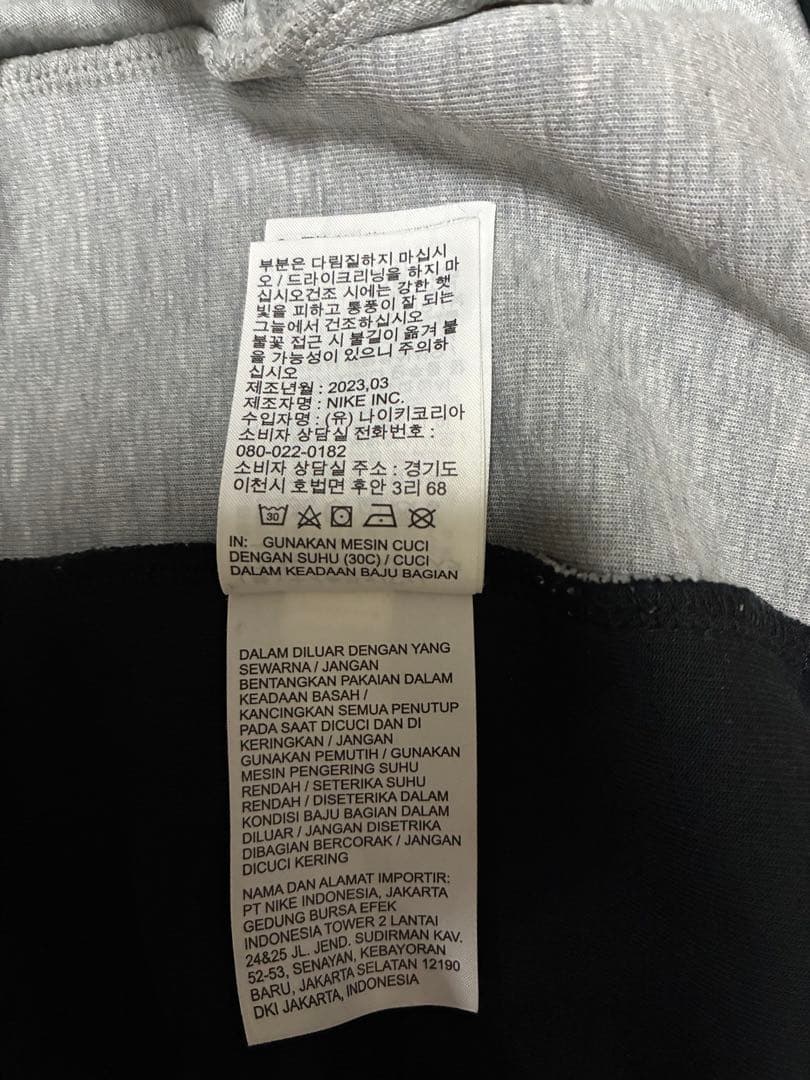 부분은 다림질하지 마십시
오 / 드라이크리닝을 하지 마
십시오건조 시에는 강한 햇
빛을 피하고 통풍이 잘 되는
그늘에서 건조하십시오
불꽃 접근 시 불길이 옮겨 붙
을 가능성이 있으니 주의하
십시오
제조년월 : 2023,03
제조자명 : NIKE INC.
수입자명 : (유) 나이키코리아
소비자 상담실 전화번호 :
080-022-0182
소비자 상담실 주소 : 경기도
이천시 호법면 후안 3리 68
30
IN: GUNAKAN MESIN CUCI
DENGAN SUHU (30C) / CUCI
DALAM KEADAAN BAJU BAGIAN
DALAM DILUAR DENGAN YANG
SEWARNA / JANGAN
BENTANGKAN PAKAIAN DALAM
KEADAAN BASAH /
KANCINGKAN SEMUA PENUTUP
PADA SAAT DICUCI DAN DI
KERINGKAN / JANGAN
GUNAKAN PEMUTIH / GUNAKAN
MESIN PENGERING SUHU
RENDAH / SETERIKA SUHU
RENDAH / DISETERIKA DALAM
KONDISI BAJU BAGIAN DALAM
DILUAR / JANGAN DISETRIKA
DIBAGIAN BERCORAK / JANGAN
DICUCI KERING
NAMA DAN ALAMAT IMPORTIR:
PT NIKE INDONESIA, JAKARTA
GEDUNG BURSA EFEK
INDONESIA TOWER 2 LANTAI
24&25 JL. JEND. SUDIRMAN KAV.
52-53, SENAYAN, KEBAYORAN
BARU, JAKARTA SELATAN 12190
DKI JAKARTA, INDONESIA